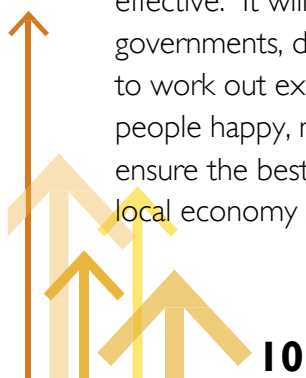 effective. It will
governments, d
to work out ex
people happy, r
ensure the best
local economy
10